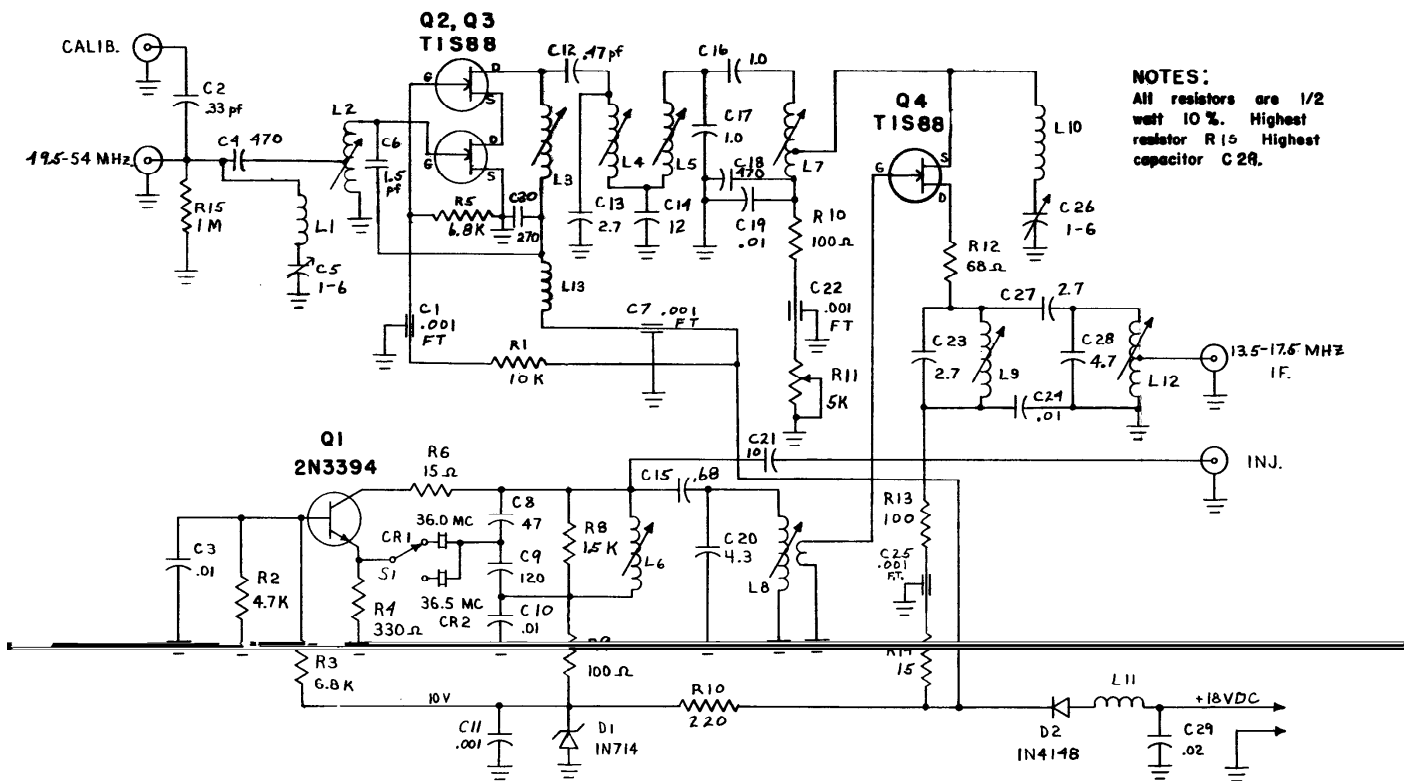 Q2, Q3
TIS88
CALIB.
C2
.33 pf
49.5-54 MHz
C4 470
L2
C6
1.5
pf
R15
1M
L1
C5
1-6
G
D
S
G
D
S
R5
6.8K
C30
270
L3
C12 .47pf
L4
L5
C13
2.7
C14
12
C16
1.0
C17
1.0
C18
470
C19
.01
L7
Q4
TIS88
G
S
D
L10
C26
1-6
NOTES:
All resistors are 1/2
watt 10%. Highest
resistor R15 Highest
capacitor C28.
R10
100Ω
R12
68Ω
C1
.001
FT
L13
C7 .001
FT
R1
10K
C22
.001
FT
R11
5K
C27 2.7
C23
2.7
L9
C28
4.7
L12
C24
.01
13.5-17.5 MHZ
IF.
Q1
2N3394
R6
15Ω
C21
10
INJ.
C15 .68
C3
.01
R2
4.7K
36.0 MC
CR1
S1
36.5 MC
CR2
R4
330Ω
C8
47
C9
120
C10
.01
R8
1.5K
L6
C20
4.3
L8
R13
100
C25
.001
F.T.
R3
6.8K
100Ω
R14
15
10V
R10
220
L11
+18VDC
C11
.001
D1
1N714
D2
1N4148
C29
.02